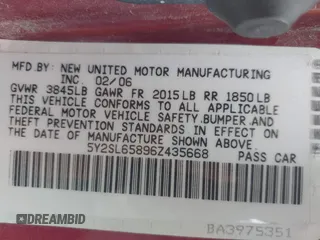 MFD.BY: NEW UNITED MOTOR MANUFACTURING
INC. 02/06
GVWR 3845LB GAWR FR 2015LB RR 1850LB
THIS VEHICLE CONFORMS TO ALL APPLICABLE
FEDERAL MOTOR VEHICLE SAFETY,BUMPER,AND
THEFT PREVENTION STANDARDS IN EFFECT ON
THE DATE OF MANUFACTURE SHOWN ABOVE.
5Y2SL65896Z435668 PASS CAR
BA3975351
DREAMBID